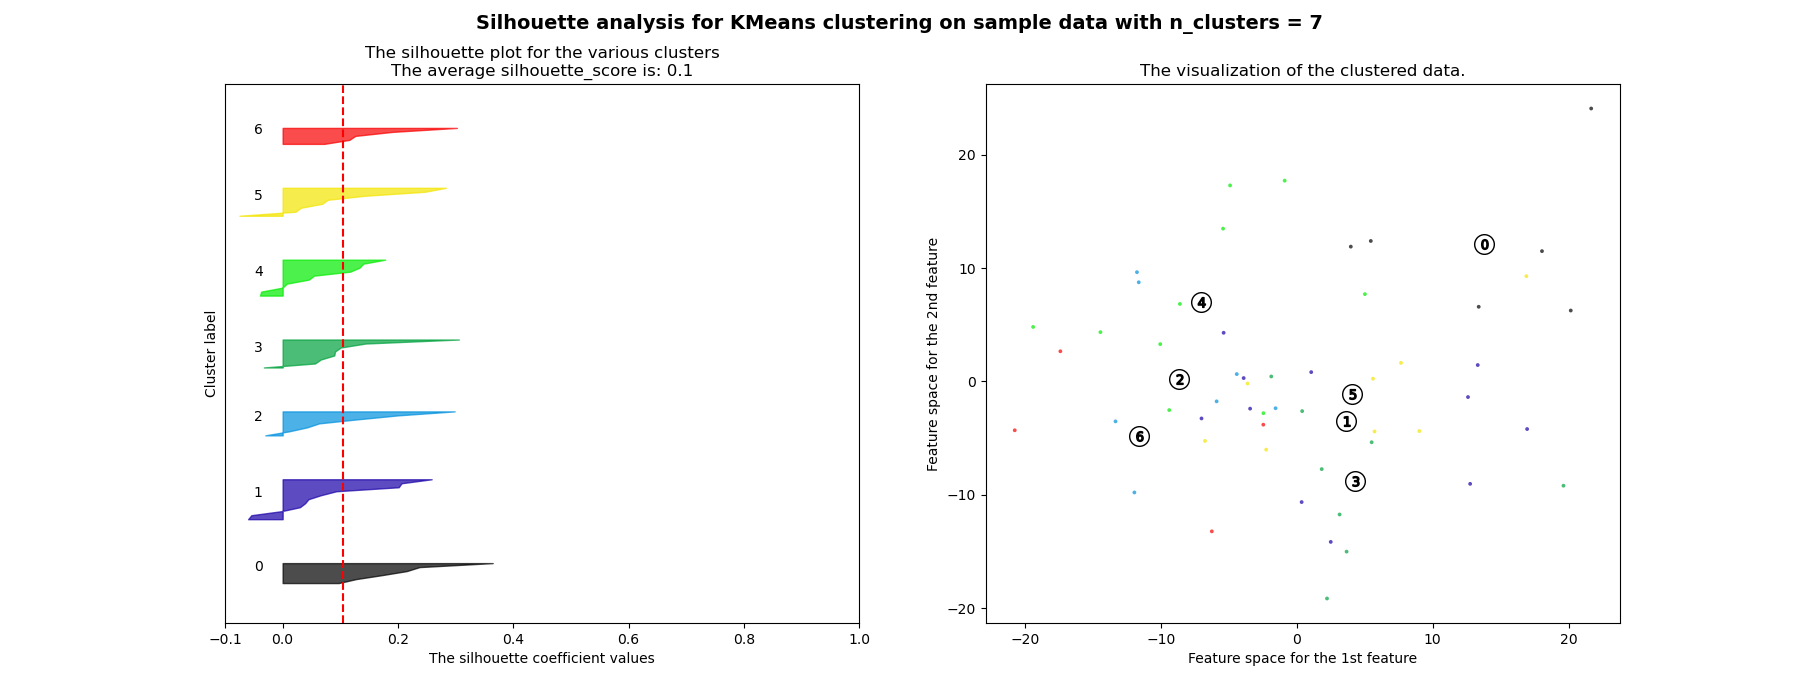 Silhouette analysis for KMeans clustering on sample data with n_clusters = 7
The silhouette plot for the various clusters
The average silhouette_score is: 0.1
6
5
4
3
2
1
0
Cluster label
−0.1 0.0 0.2 0.4 0.6 0.8 1.0
The silhouette coefficient values
The visualization of the clustered data.
20
10
0
−10
−20
Feature space for the 2nd feature
0
4
2
5
1
6
3
−20 −10 0 10 20
Feature space for the 1st feature